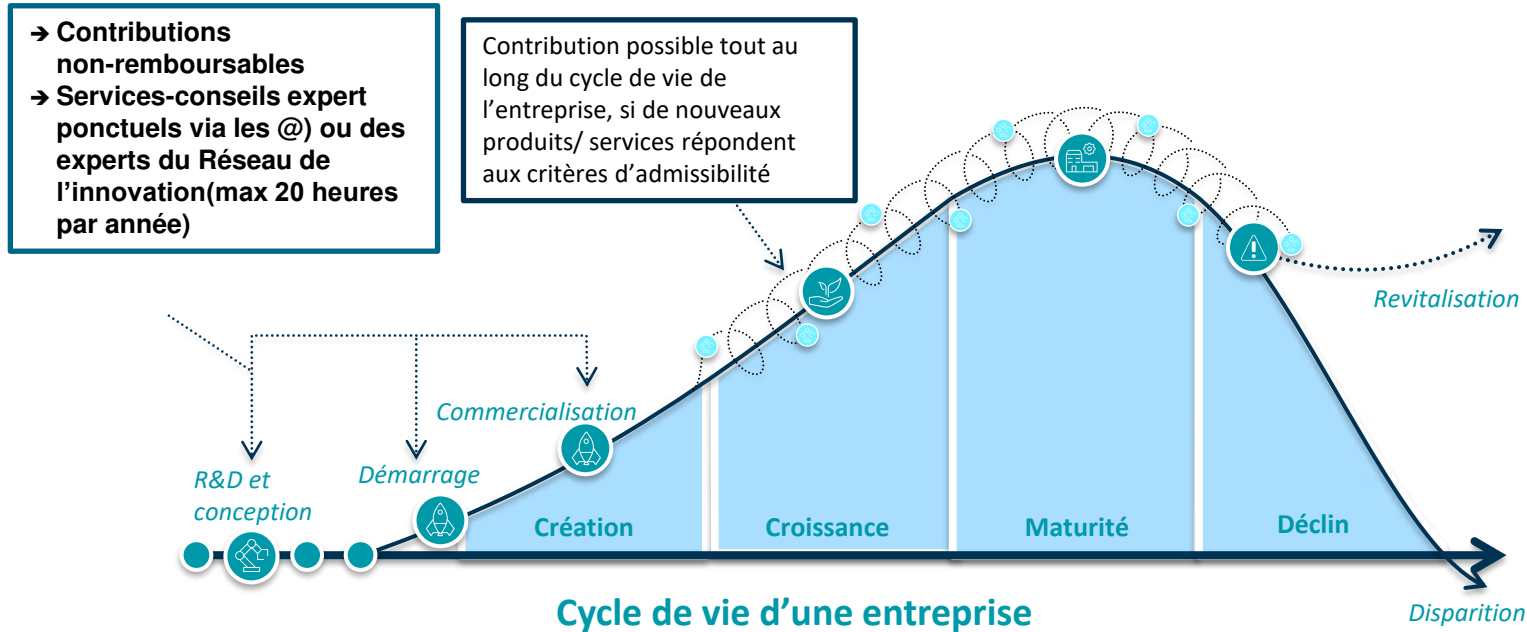 ➔ Contributions
non-remboursables
➔ Services-conseils expert
ponctuels via les @) ou des
experts du Réseau de
l’innovation(max 20 heures
par année)
Contribution possible tout au
long du cycle de vie de
l’entreprise, si de nouveaux
produits/ services répondent
aux critères d’admissibilité
Revitalisation
Commercialisation
R&D et
conception
Démarrage
Création
Croissance
Maturité
Déclin
Cycle de vie d’une entreprise
Disparition